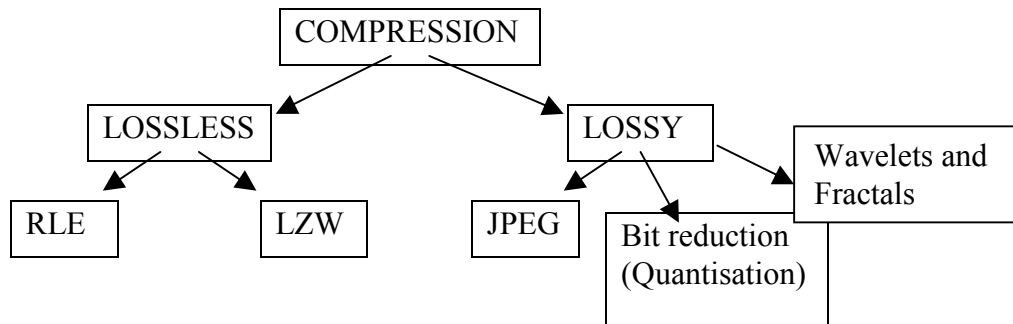 COMPRESSION
LOSSLESS
LOSSY
Wavelets and
Fractals
RLE
LZW
JPEG
Bit reduction
(Quantisation)